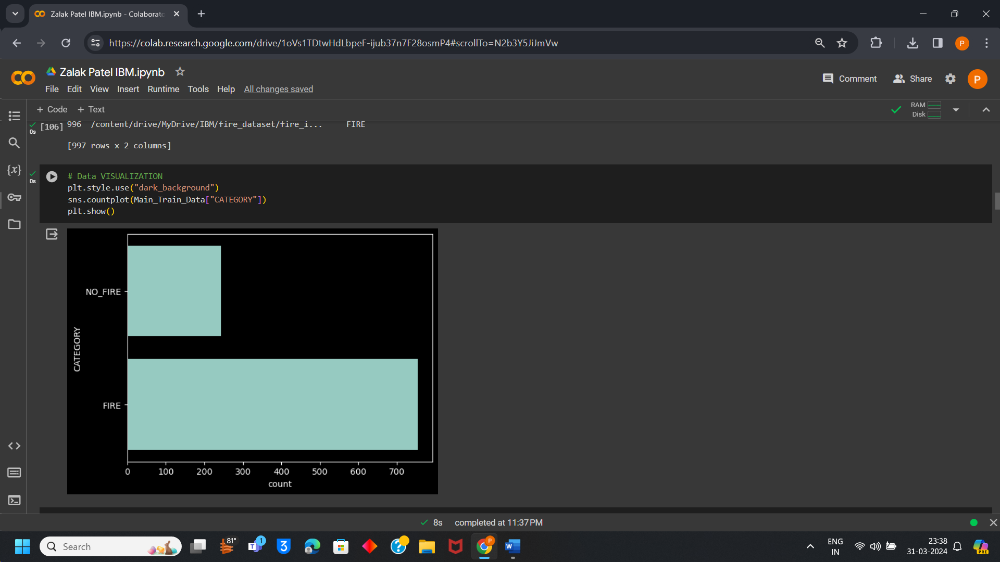 Zalak Patel IBM.ipynb - Colaborato
https://colab.research.google.com/drive/1oVs1TDtwHdLbpeF-ijub37n7F28osmP4#scrollTo=N2b3Y5JiJmVw
P
Zalak Patel IBM.ipynb
Comment
Share
P
File Edit View Insert Runtime Tools Help All changes saved
+ Code + Text
RAM
Disk
0s
[106] 996 /content/drive/MyDrive/IBM/fire_dataset/fire_i... FIRE
[997 rows x 2 columns]
{x}
0s
# Data VISUALIZATION
plt.style.use("dark_background")
sns.countplot(Main_Train_Data["CATEGORY"])
plt.show()
NO_FIRE
CATEGORY
FIRE
0 100 200 300 400 500 600 700
count
8s completed at 11:37 PM
Search
81°
T
1
3
?
P
W
ENG
IN
23:38
31-03-2024
PRE